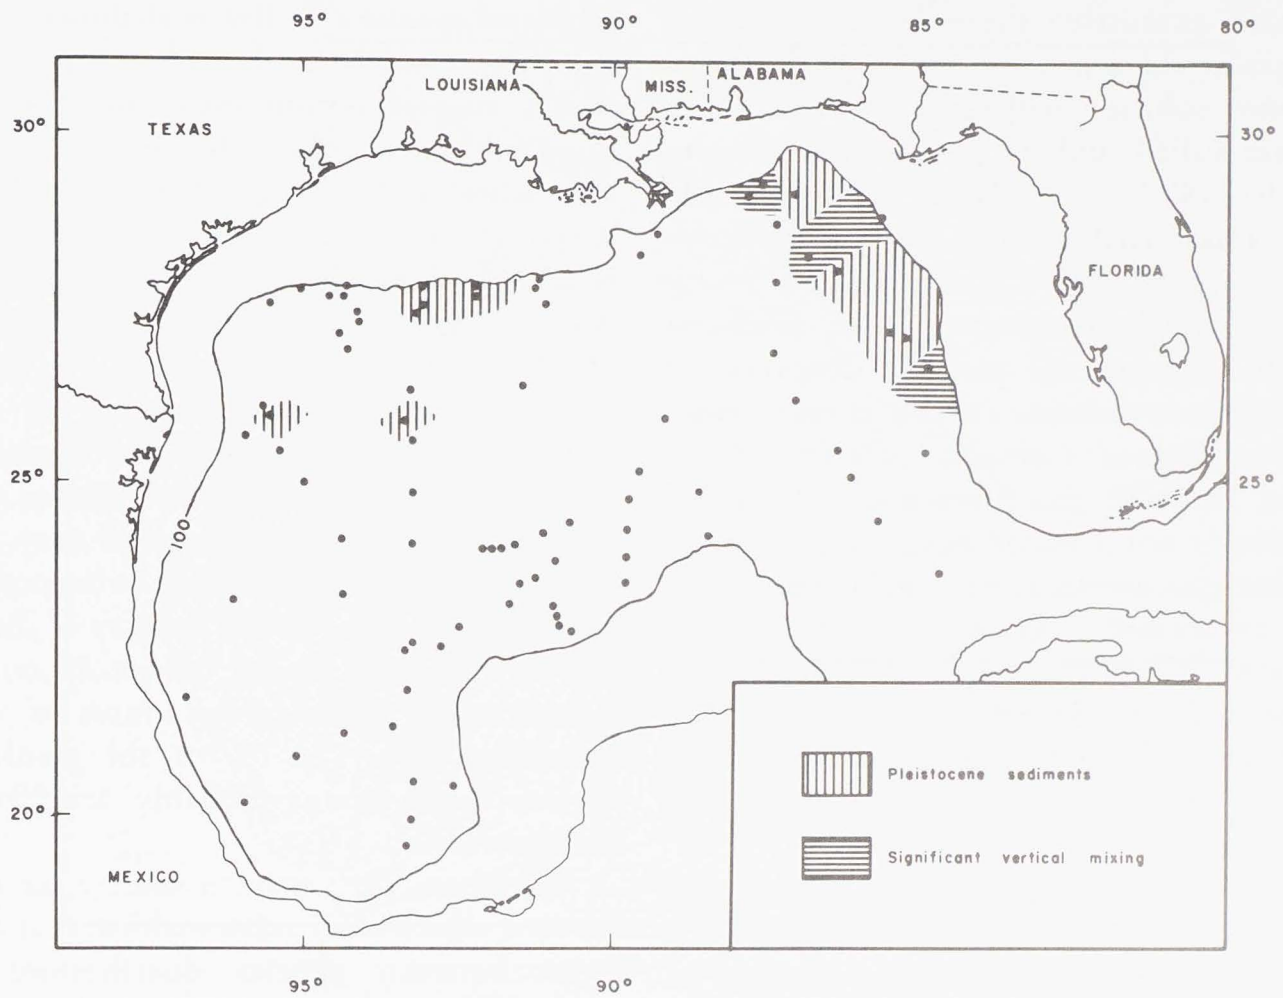 95° 90° 85° 80°
LOUISIANA MISS. ALABAMA
30° TEXAS 30°
FLORIDA
25° 25°
100
Pleistocene sediments
20°
Significant vertical mixing
MEXICO
95° 90°